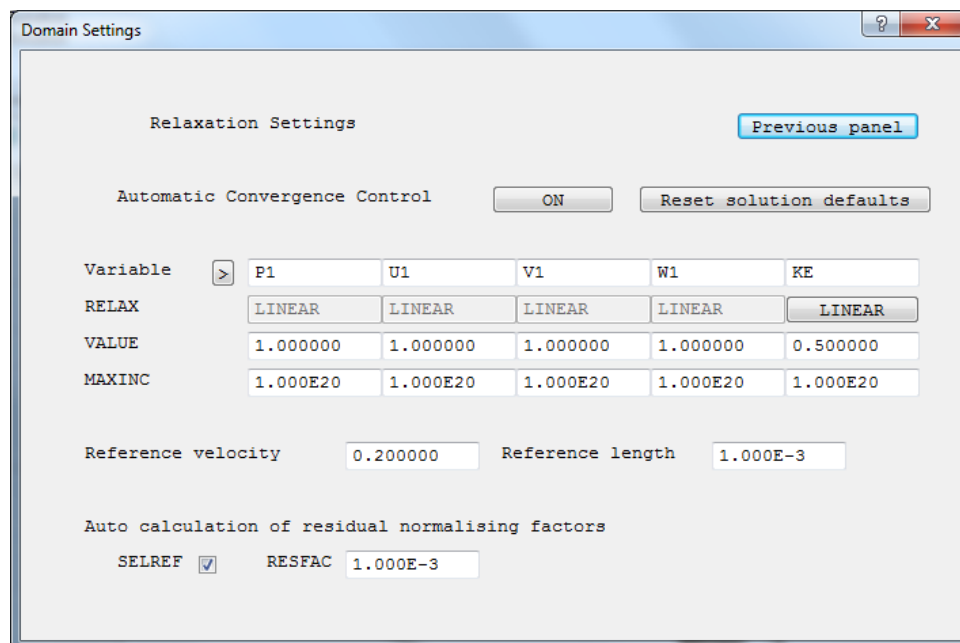 Domain Settings ? x
Relaxation Settings Previous panel
Automatic Convergence Control ON Reset solution defaults
Variable > P1 U1 V1 W1 KE
RELAX LINEAR LINEAR LINEAR LINEAR LINEAR
VALUE 1.000000 1.000000 1.000000 1.000000 0.500000
MAXINC 1.000E20 1.000E20 1.000E20 1.000E20 1.000E20
Reference velocity 0.200000 Reference length 1.000E-3
Auto calculation of residual normalising factors
SELREF RESFAC 1.000E-3